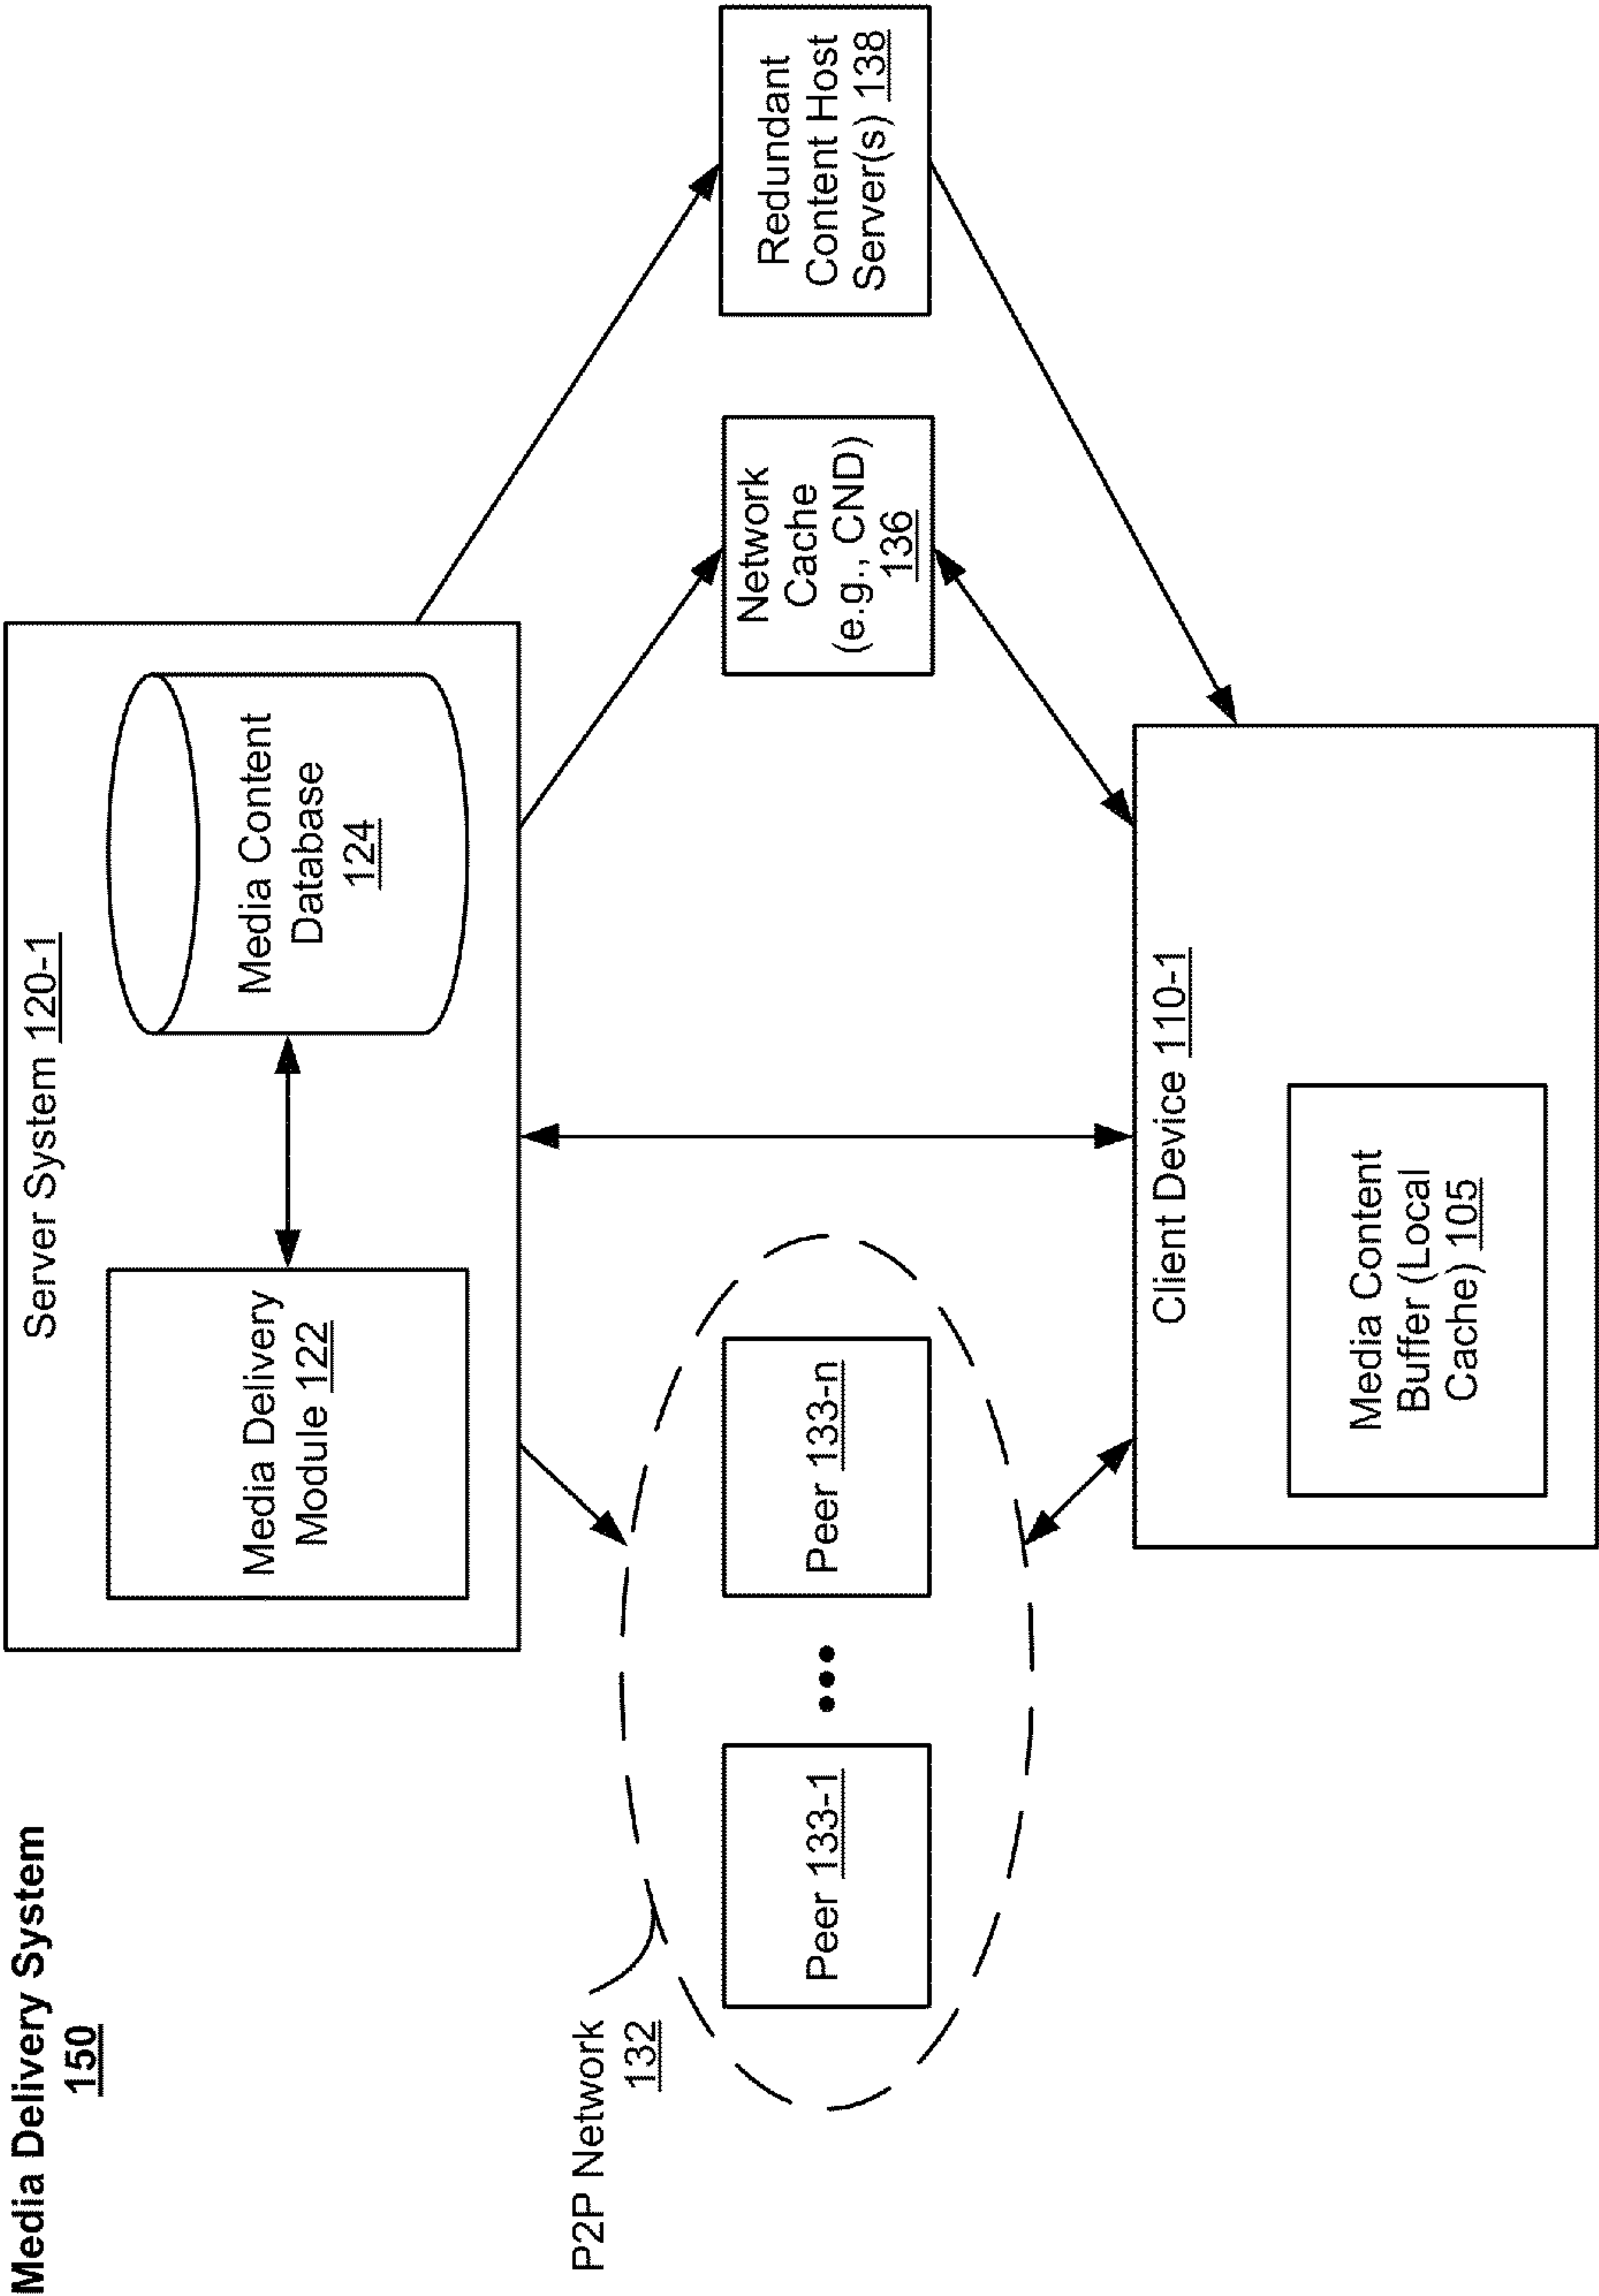 Media Delivery System
150
Server System 120-1
Media Delivery
Module 122
Media Content
Database
124
P2P Network
132
Peer 133-1
Peer 133-n
Network
Cache
(e.g., CND)
136
Redundant
Content Host
Server(s) 138
Client Device 110-1
Media Content
Buffer (Local
Cache) 105